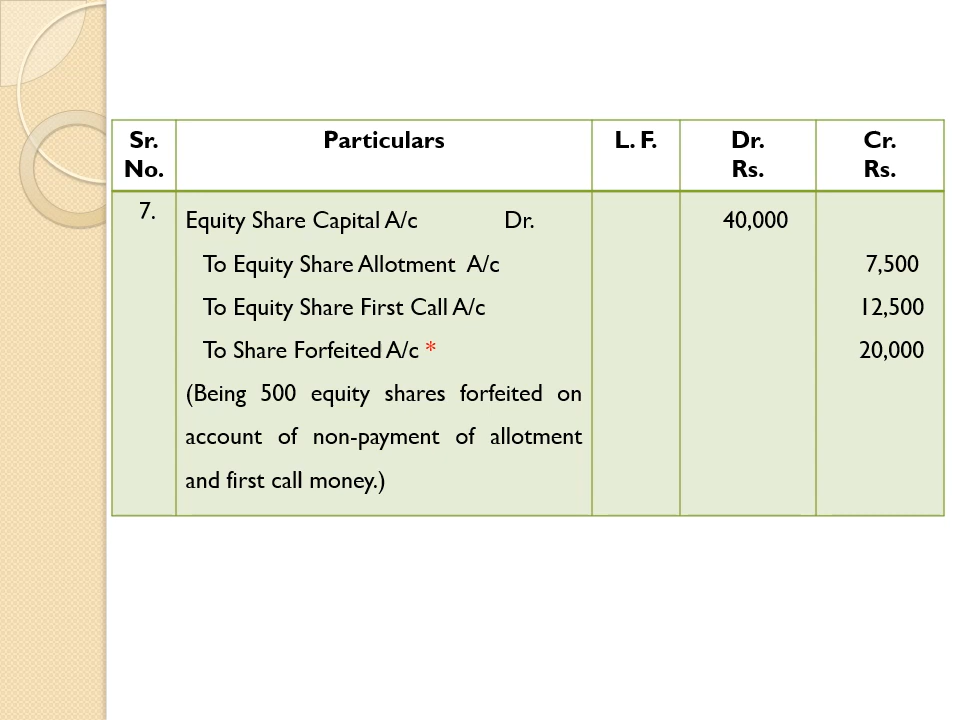 Sr. No. Particulars L. F. Dr. Rs. Cr. Rs.
7. Equity Share Capital A/c Dr. 40,000
To Equity Share Allotment A/c 7,500
To Equity Share First Call A/c 12,500
To Share Forfeited A/c * 20,000
(Being 500 equity shares forfeited on
account of non-payment of allotment
and first call money.)